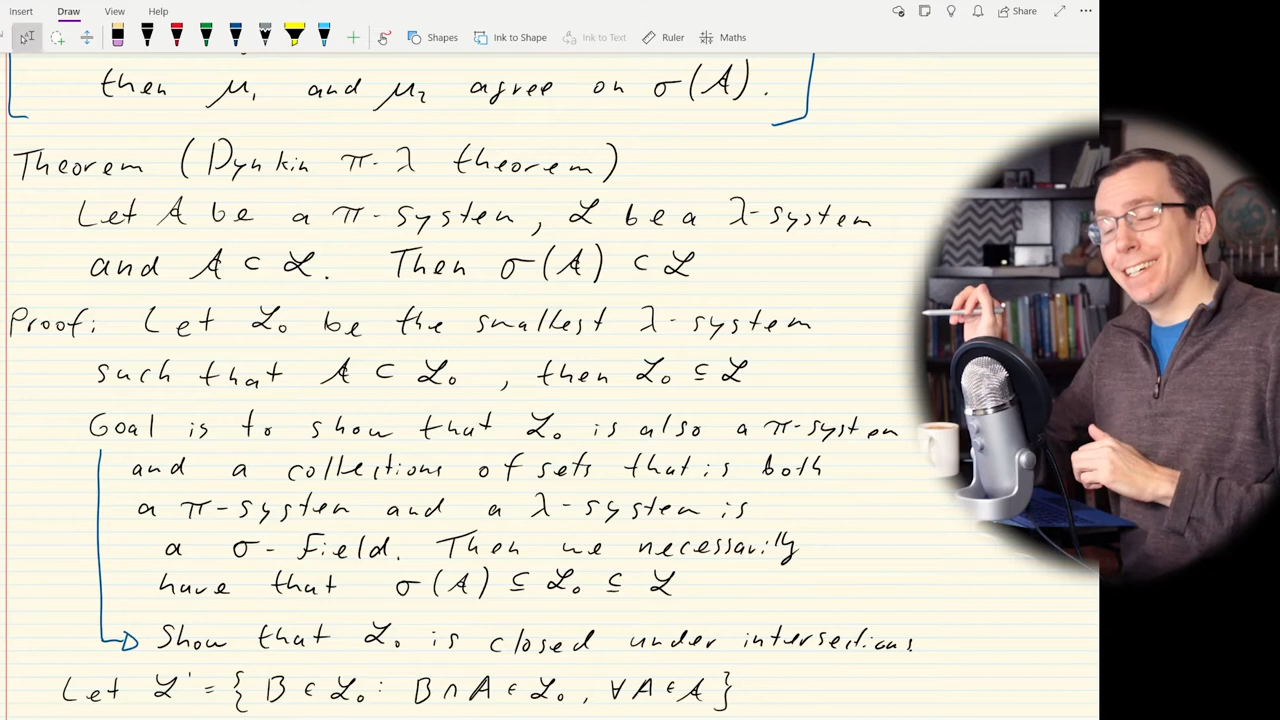 Insert Draw View Help Share
Shapes Ink to Shape Ink to Text Ruler Maths
then μ₁ and μ₂ agree on σ(A).
Theorem (Dynkin π-λ theorem)
Let A be a π-system, ℒ be a λ-system
and A ⊂ ℒ. Then σ(A) ⊂ ℒ
Proof: Let ℒ₀ be the smallest λ-system
such that A ⊂ ℒ₀, then ℒ₀ ⊆ ℒ
Goal is to show that ℒ₀ is also a π-system
and a collections of sets that is both
a π-system and a λ-system is
a σ-field. Then we necessarily
have that σ(A) ⊆ ℒ₀ ⊆ ℒ
Show that ℒ₀ is closed under intersections.
Let ℒ' = { B ∈ ℒ₀ : B ∩ A ∈ ℒ₀, ∀ A ∈ A }